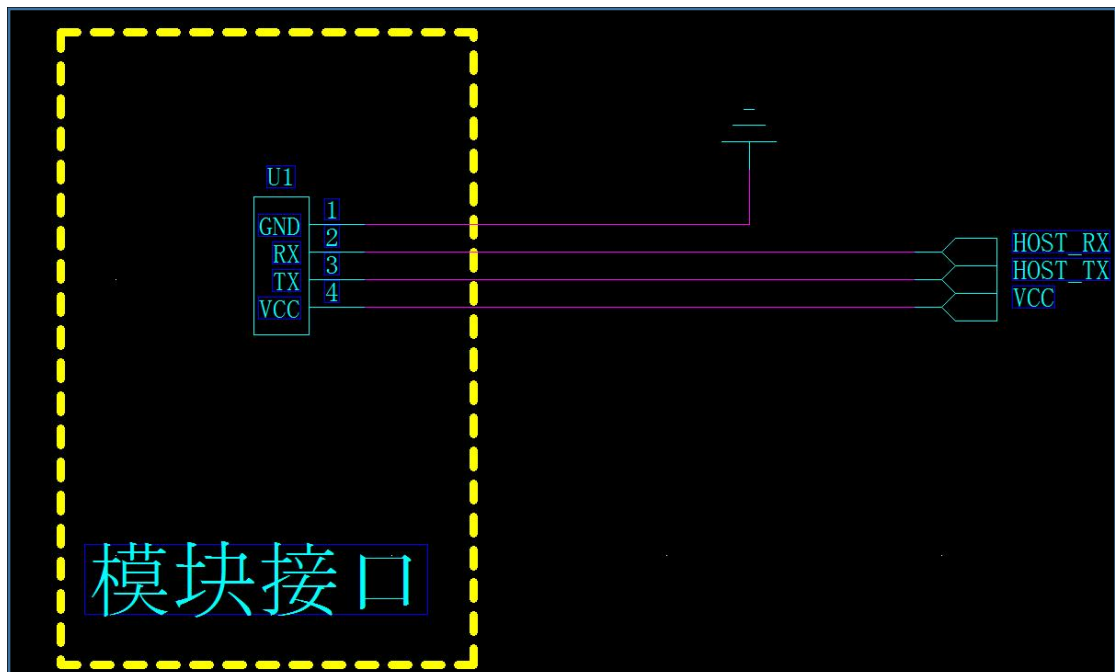 U1
GND 1
RX 2
TX 3
VCC 4
HOST_RX
HOST_TX
VCC
模块接口